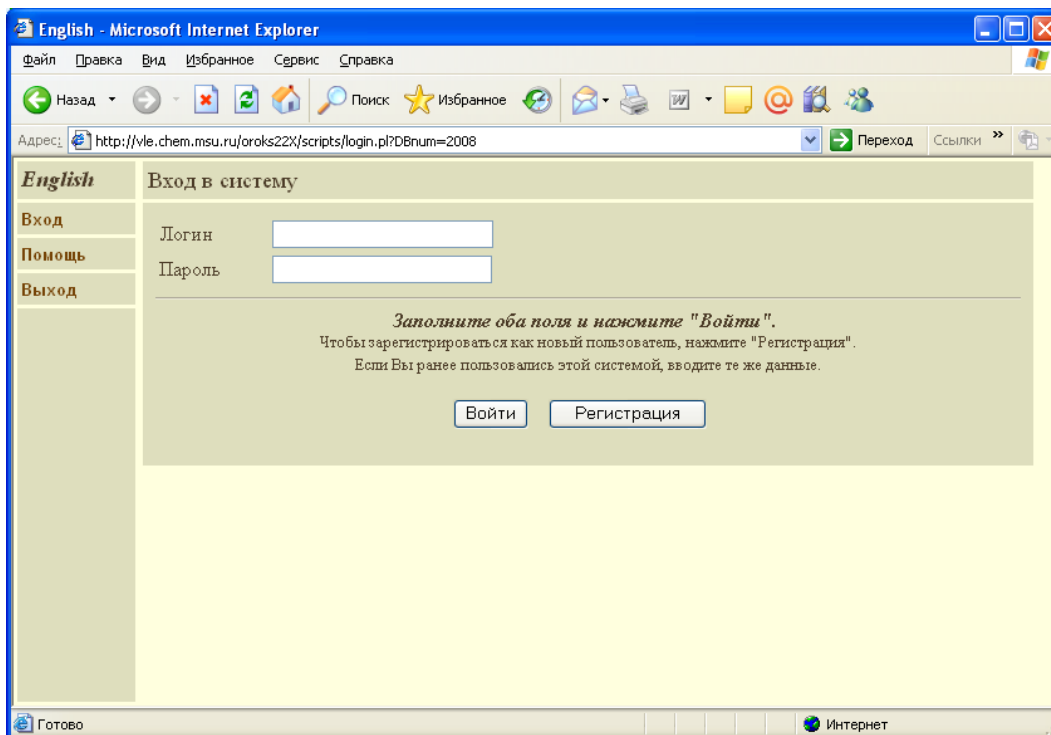 English - Microsoft Internet Explorer
Файл Правка Вид Избранное Сервис Справка
Назад Поиск Избранное
Адрес: http://vle.chem.msu.ru/oroks22X/scripts/login.pl?DBnum=2008 Переход Ссылки »
English
Вход в систему
Вход
Помощь
Выход
Логин
Пароль
Заполните оба поля и нажмите "Войти".
Чтобы зарегистрироваться как новый пользователь, нажмите "Регистрация".
Если Вы ранее пользовались этой системой, вводите те же данные.
Войти Регистрация
Готово Интернет